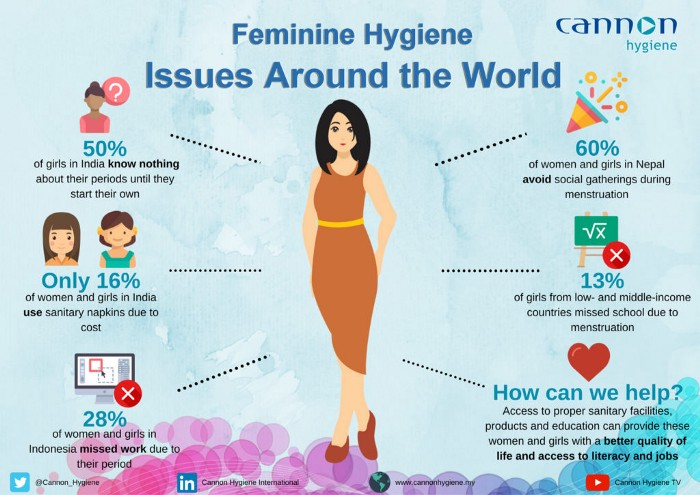 Feminine Hygiene
Issues Around the World
cannon
hygiene
50%
of girls in India know nothing
about their periods until they
start their own
60%
of women and girls in Nepal
avoid social gatherings during
menstruation
Only 16%
of women and girls in India
use sanitary napkins due to
cost
√x
13%
of girls from low- and middle-income
countries missed school due to
menstruation
28%
of women and girls in
Indonesia missed work due to
their period
How can we help?
Access to proper sanitary facilities,
products and education can provide these
women and girls with a better quality of
life and access to literacy and jobs
@Cannon_Hygiene
in
Cannon Hygiene International
www.cannonhygiene.my
Cannon Hygiene TV